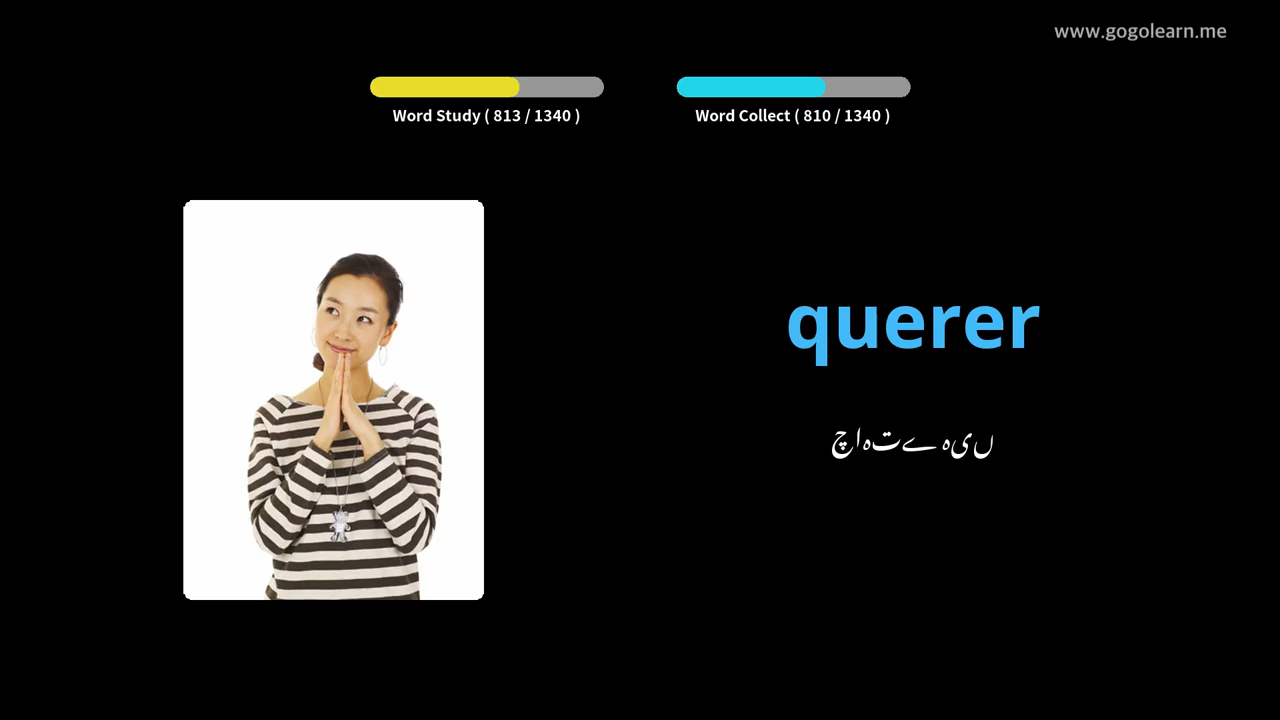 www.gogolearn.me
Word Study ( 813 / 1340 )
Word Collect ( 810 / 1340 )
querer
چاہتے ہیں